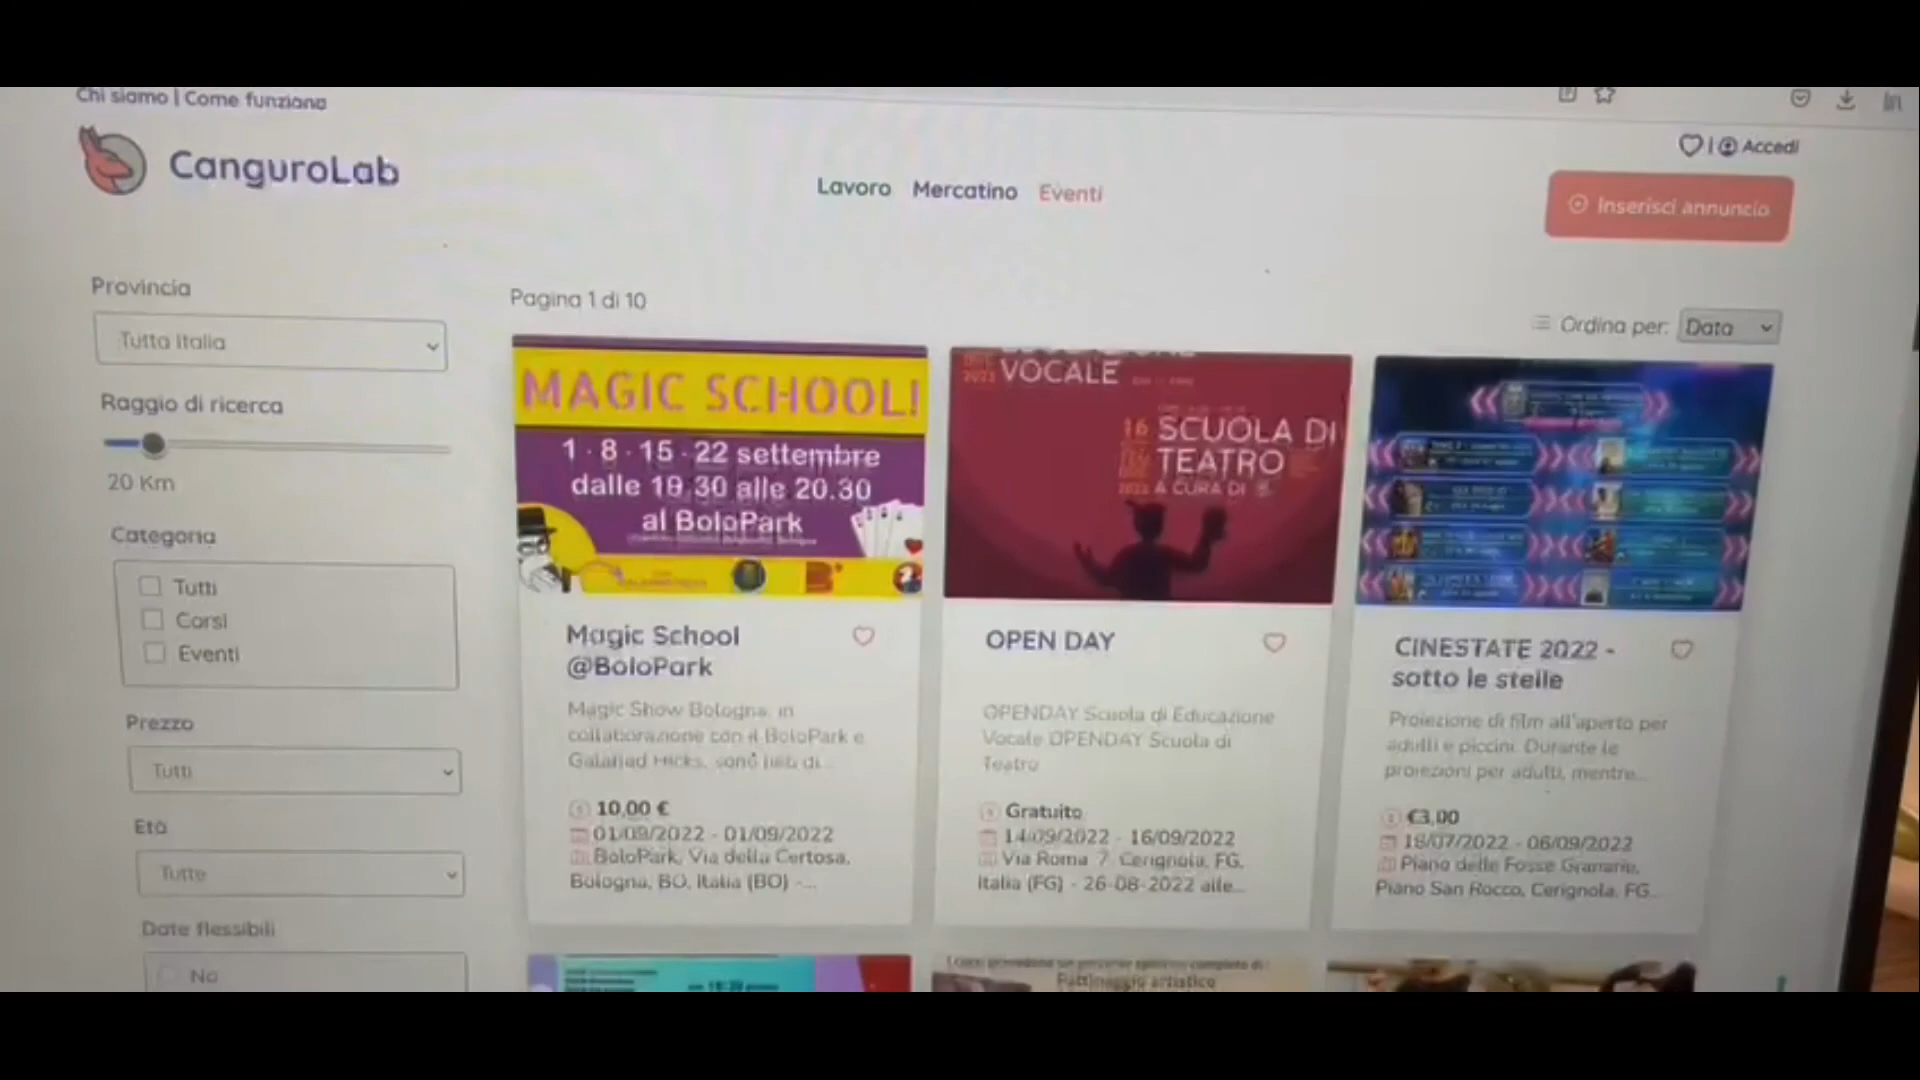 Chi siamo | Come funziona
CanguroLab
Lavoro Mercatino Eventi
Accedi
Inserisci annuncio
Provincia
Tutta Italia
Raggio di ricerca
20 Km
Categoria
Tutti
Corsi
Eventi
Prezzo
Tutti
Età
Tutte
Date flessibili
No
Pagina 1 di 10
Ordina per: Data
MAGIC SCHOOL!
1 · 8 · 15 · 22 settembre
dalle 18.30 alle 20.30
al BoloPark
Magic School
@BoloPark
Magic Show Bologna, in
collaborazione con il BoloPark e
10,00 €
01/09/2022 - 01/09/2022
BoloPark, Via della Certosa,
Bologna, BO, Italia (BO) -...
VOCALE
16 SCUOLA DI
TEATRO
2022 A CURA DI
OPEN DAY
OPENDAY Scuola di Educazione
Vocale OPENDAY Scuola di
Teatro
Gratuito
14/09/2022 - 16/09/2022
Via Roma 7, Cerignola, FG,
Italia (FG) - 26-08-2022 alle...
CINESTATE 2022 -
sotto le stelle
Proiezione di film all'aperto per
adulti e piccini. Durante le
proiezioni per adulti, mentre...
€3,00
18/07/2022 - 06/09/2022
Piano delle Fosse Granarie,
Piano San Rocco, Cerignola, FG...
Pattinaggio artistico